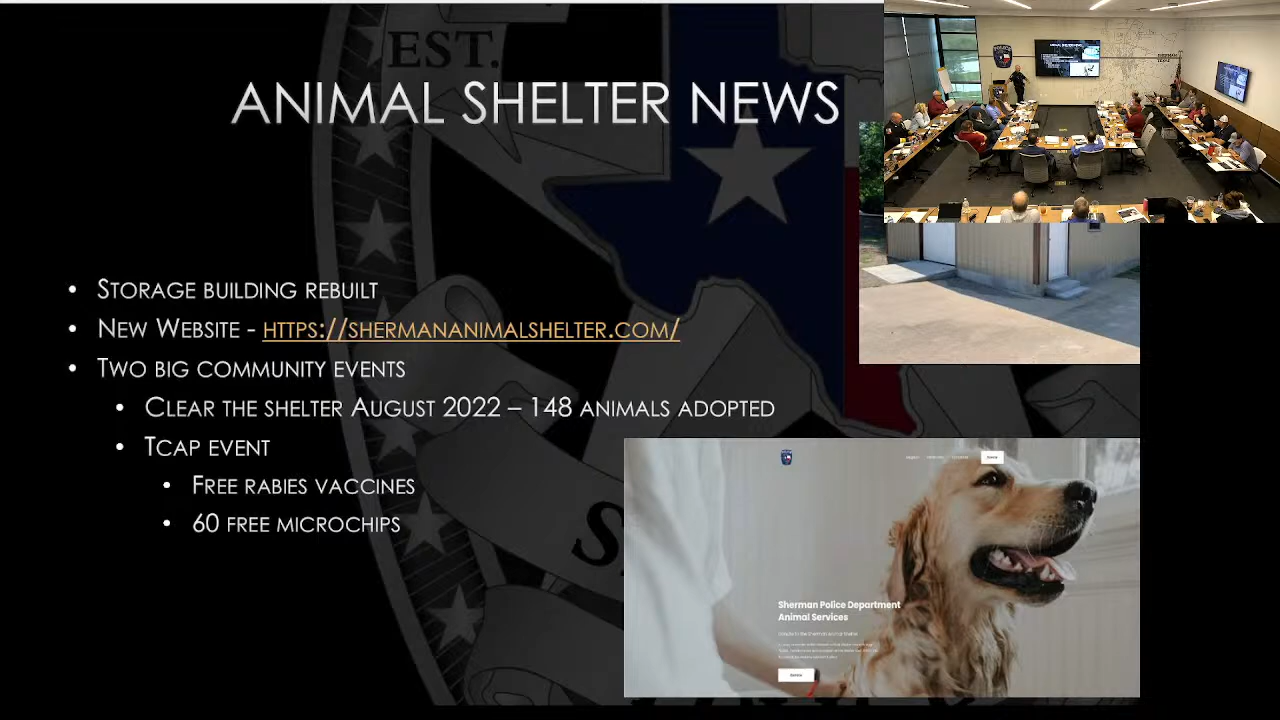 EST.
ANIMAL SHELTER NEWS
• STORAGE BUILDING REBUILT
• NEW WEBSITE - HTTPS://SHERMANANIMALSHELTER.COM/
• TWO BIG COMMUNITY EVENTS
• CLEAR THE SHELTER AUGUST 2022 – 148 ANIMALS ADOPTED
• TCAP EVENT
• FREE RABIES VACCINES
• 60 FREE MICROCHIPS
Sherman Police Department
Animal Services